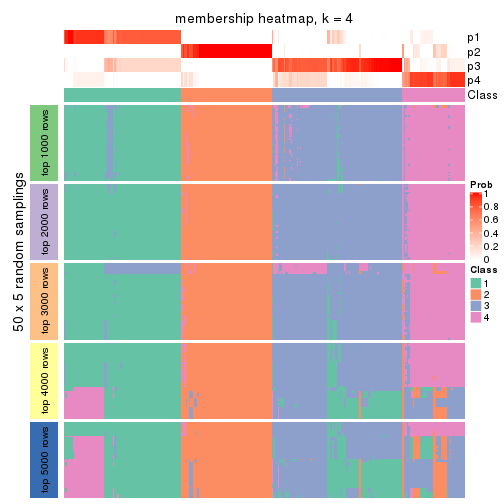 membership heatmap, k = 4
p1
p2
p3
p4
Class
50 x 5 random samplings
top 1000 rows
top 2000 rows
top 3000 rows
top 4000 rows
top 5000 rows
Prob
1
0.8
0.6
0.4
0.2
0
Class
1
2
3
4